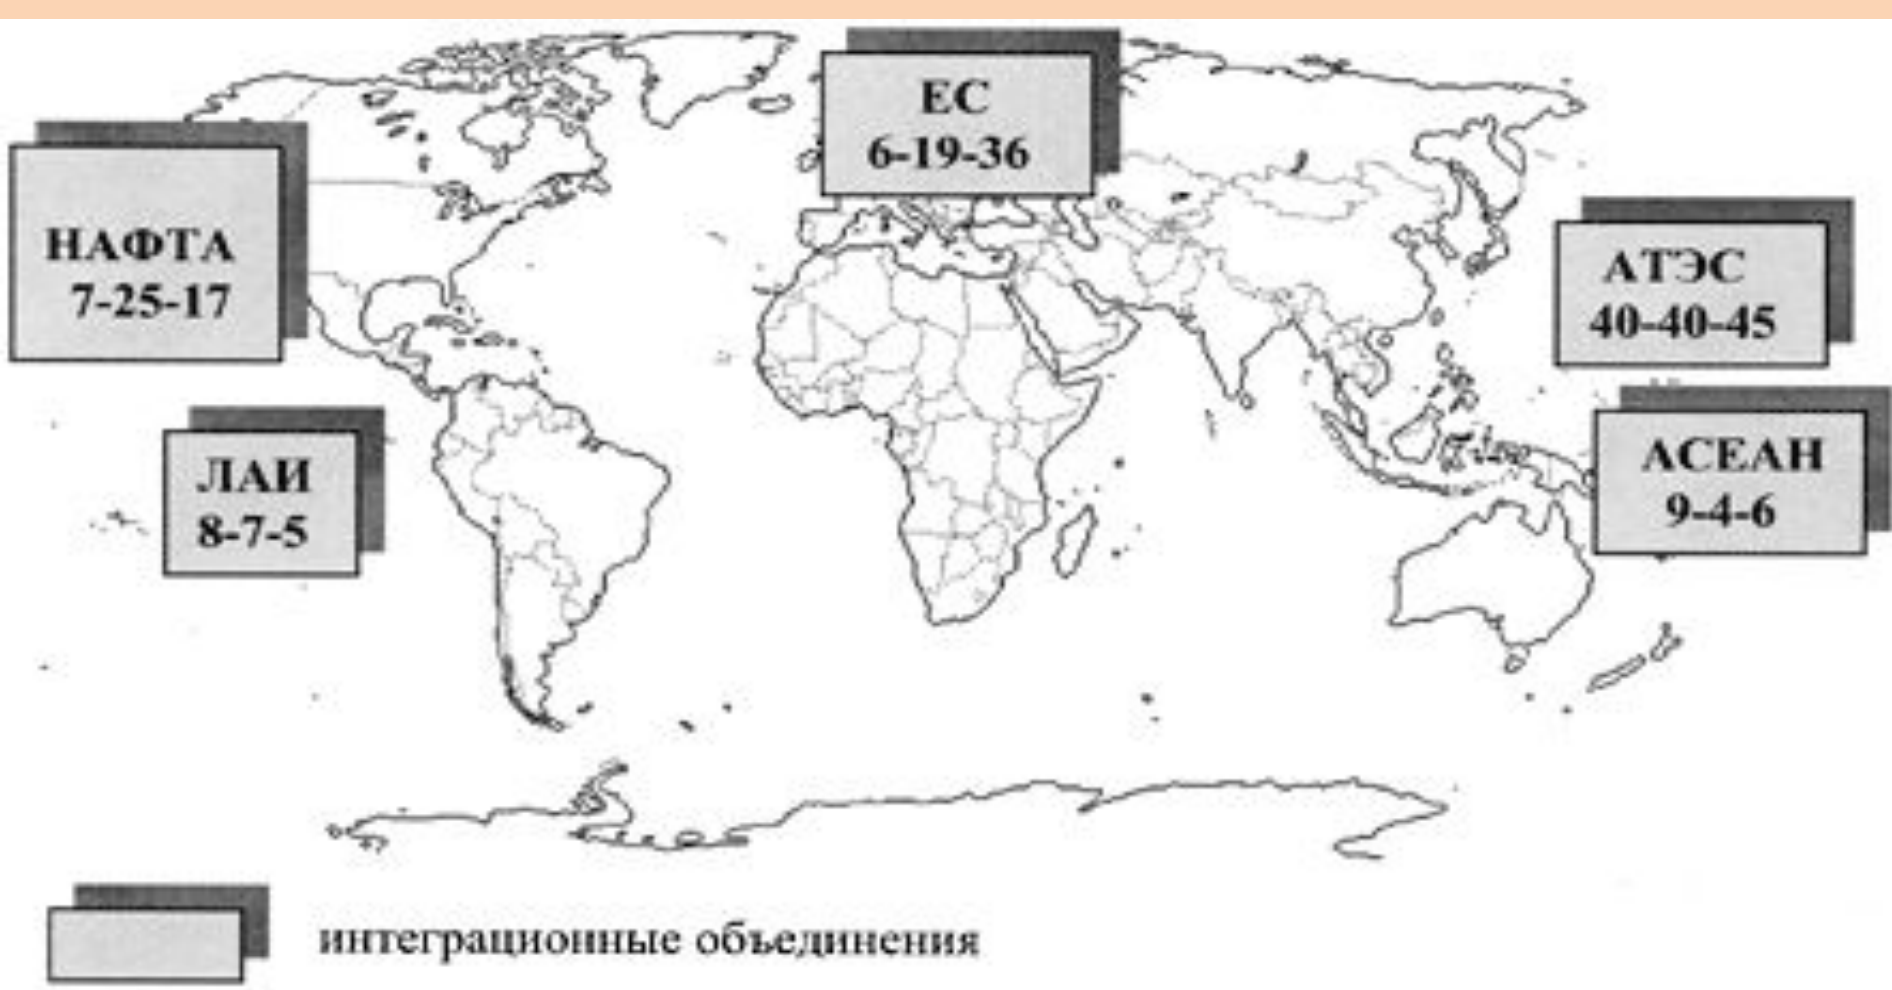 ЕС
6-19-36
НАФТА
7-25-17
АТЭС
40-40-45
ЛАИ
8-7-5
АСЕАН
9-4-6
интеграционные объединения